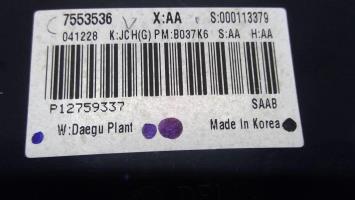 7553536 X:AA S:000113379
041228 K:JCH(G) PM:B037K6 S:AA H:AA
P12759337 SAAB
W:Daegu Plant Made in Korea